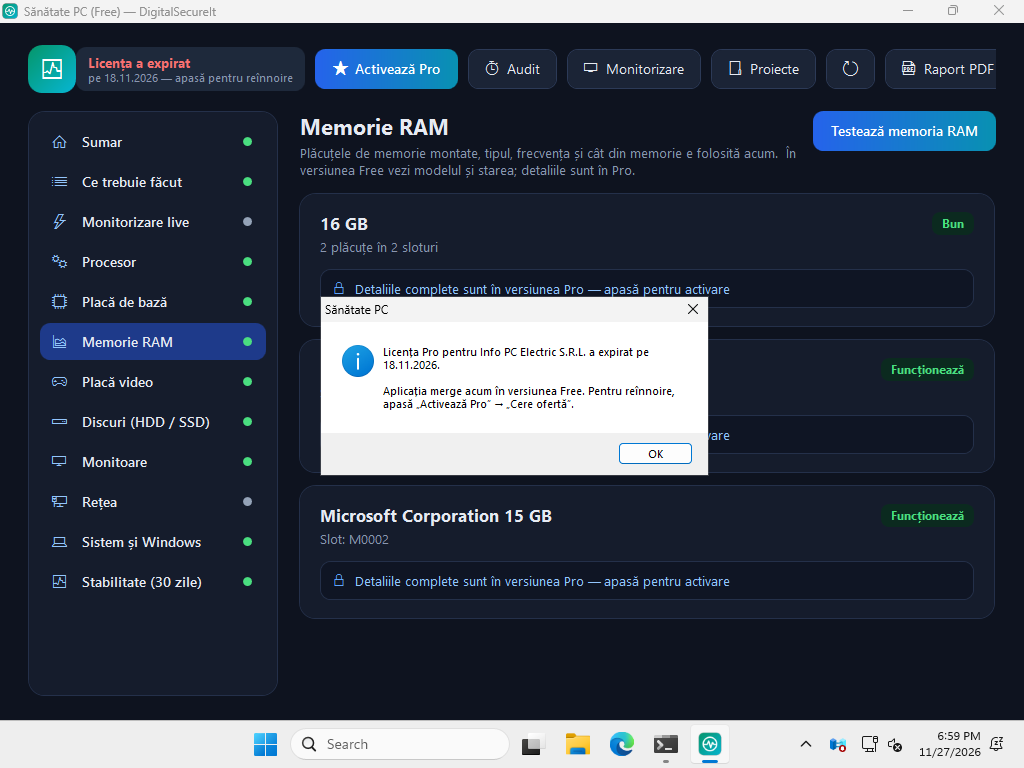 Sănătate PC (Free) — DigitalSecureIt
Licența a expirat
pe 18.11.2026 — apasă pentru reînnoire
Activează Pro
Audit
Monitorizare
Proiecte
Raport PDF
Sumar
Ce trebuie făcut
Monitorizare live
Procesor
Placă de bază
Memorie RAM
Placă video
Discuri (HDD / SSD)
Monitoare
Rețea
Sistem și Windows
Stabilitate (30 zile)
Memorie RAM
Plăcuțele de memorie montate, tipul, frecvența și cât din memorie e folosită acum. În
versiunea Free vezi modelul și starea; detaliile sunt în Pro.
Testează memoria RAM
16 GB
Bun
2 plăcuțe în 2 sloturi
Detaliile complete sunt în versiunea Pro — apasă pentru activare
Funcționează
vare
Sănătate PC
Licența Pro pentru Info PC Electric S.R.L. a expirat pe
18.11.2026.
Aplicația merge acum în versiunea Free. Pentru reînnoire,
apasă „Activează Pro” → „Cere ofertă”.
OK
Microsoft Corporation 15 GB
Funcționează
Slot: M0002
Detaliile complete sunt în versiunea Pro — apasă pentru activare
Search
6:59 PM
11/27/2026